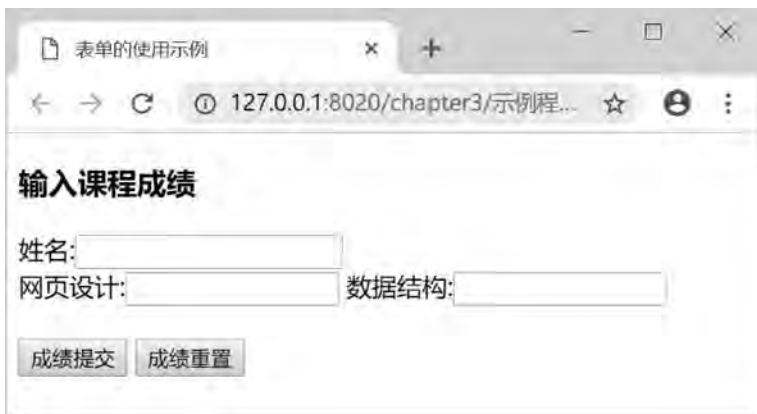 表单的使用示例
127.0.0.1:8020/chapter3/示例程...
输入课程成绩
姓名:
网页设计: 数据结构:
成绩提交 成绩重置